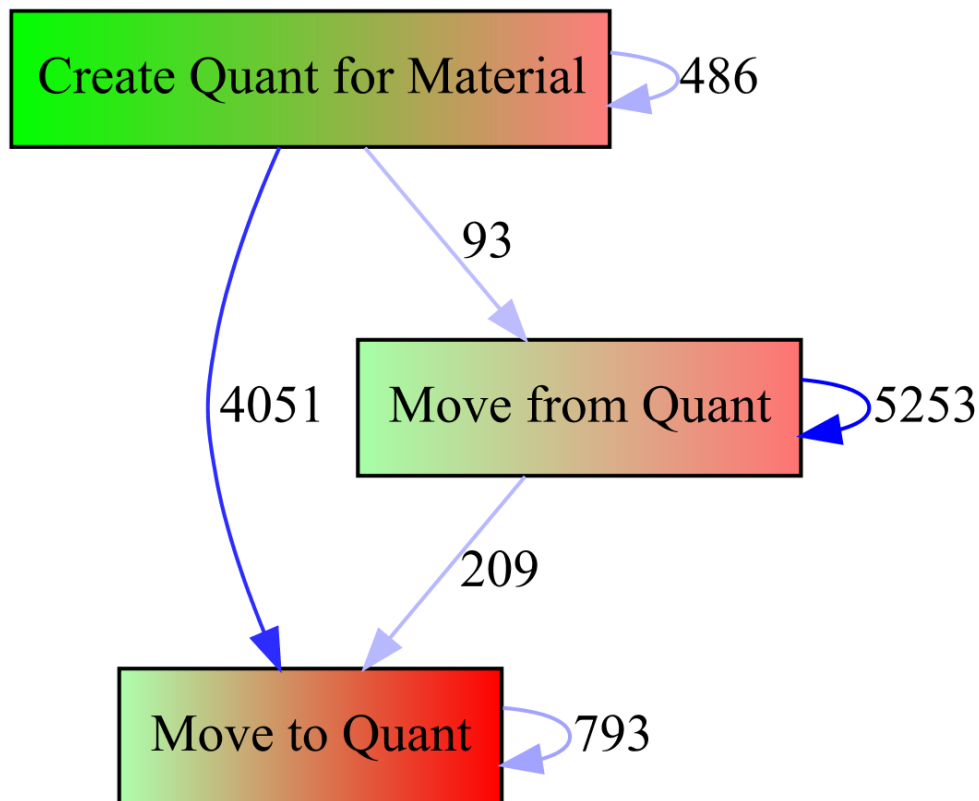 Create Quant for Material
486
93
4051
Move from Quant
5253
209
Move to Quant
793